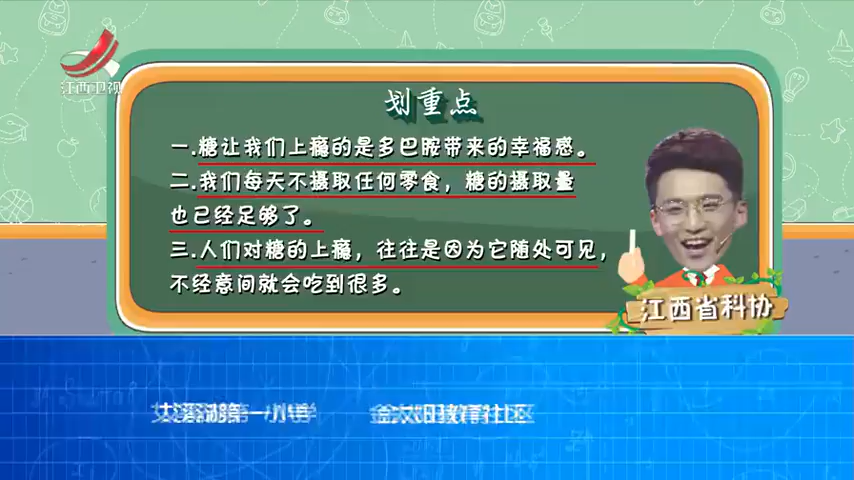 江西卫视
划重点
一.糖让我们上瘾的是多巴胺带来的幸福感。
二.我们每天不摄取任何零食，糖的摄取量
也已经足够了。
三.人们对糖的上瘾，往往是因为它随处可见，
不经意间就会吃到很多。
江西省科协